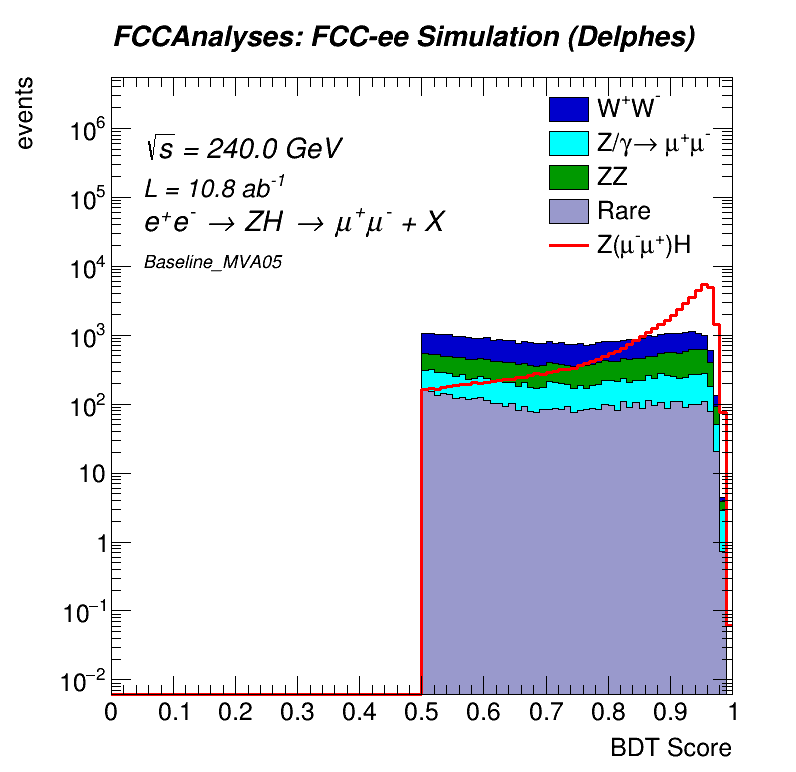 FCCAnalyses: FCC-ee Simulation (Delphes)
events
√s = 240.0 GeV
L = 10.8 ab⁻¹
e⁺e⁻ → ZH → μ⁺μ⁻ + X
Baseline_MVA05
W⁺W⁻
Z/γ→ μ⁺μ⁻
ZZ
Rare
Z(μ⁻μ⁺)H
10⁶
10⁵
10⁴
10³
10²
10
1
10⁻¹
10⁻²
0 0.1 0.2 0.3 0.4 0.5 0.6 0.7 0.8 0.9 1
BDT Score